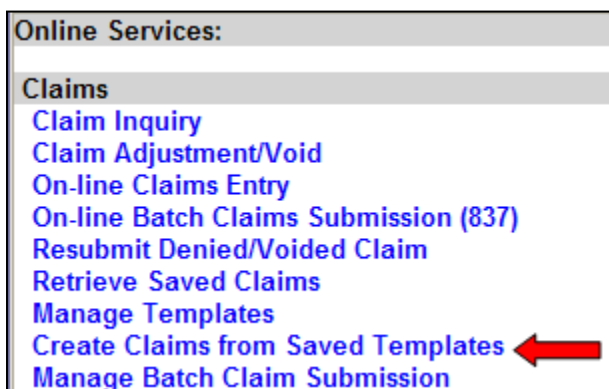 Online Services:
Claims
Claim Inquiry
Claim Adjustment/Void
On-line Claims Entry
On-line Batch Claims Submission (837)
Resubmit Denied/Voided Claim
Retrieve Saved Claims
Manage Templates
Create Claims from Saved Templates
Manage Batch Claim Submission